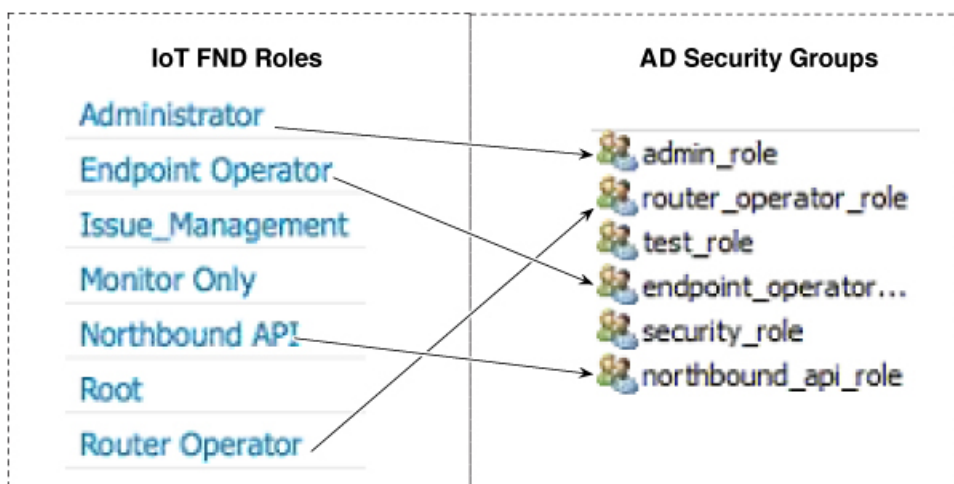 IoT FND Roles
Administrator
Endpoint Operator
Issue_Management
Monitor Only
Northbound API
Root
Router Operator
AD Security Groups
admin_role
router_operator_role
test_role
endpoint_operator...
security_role
northbound_api_role